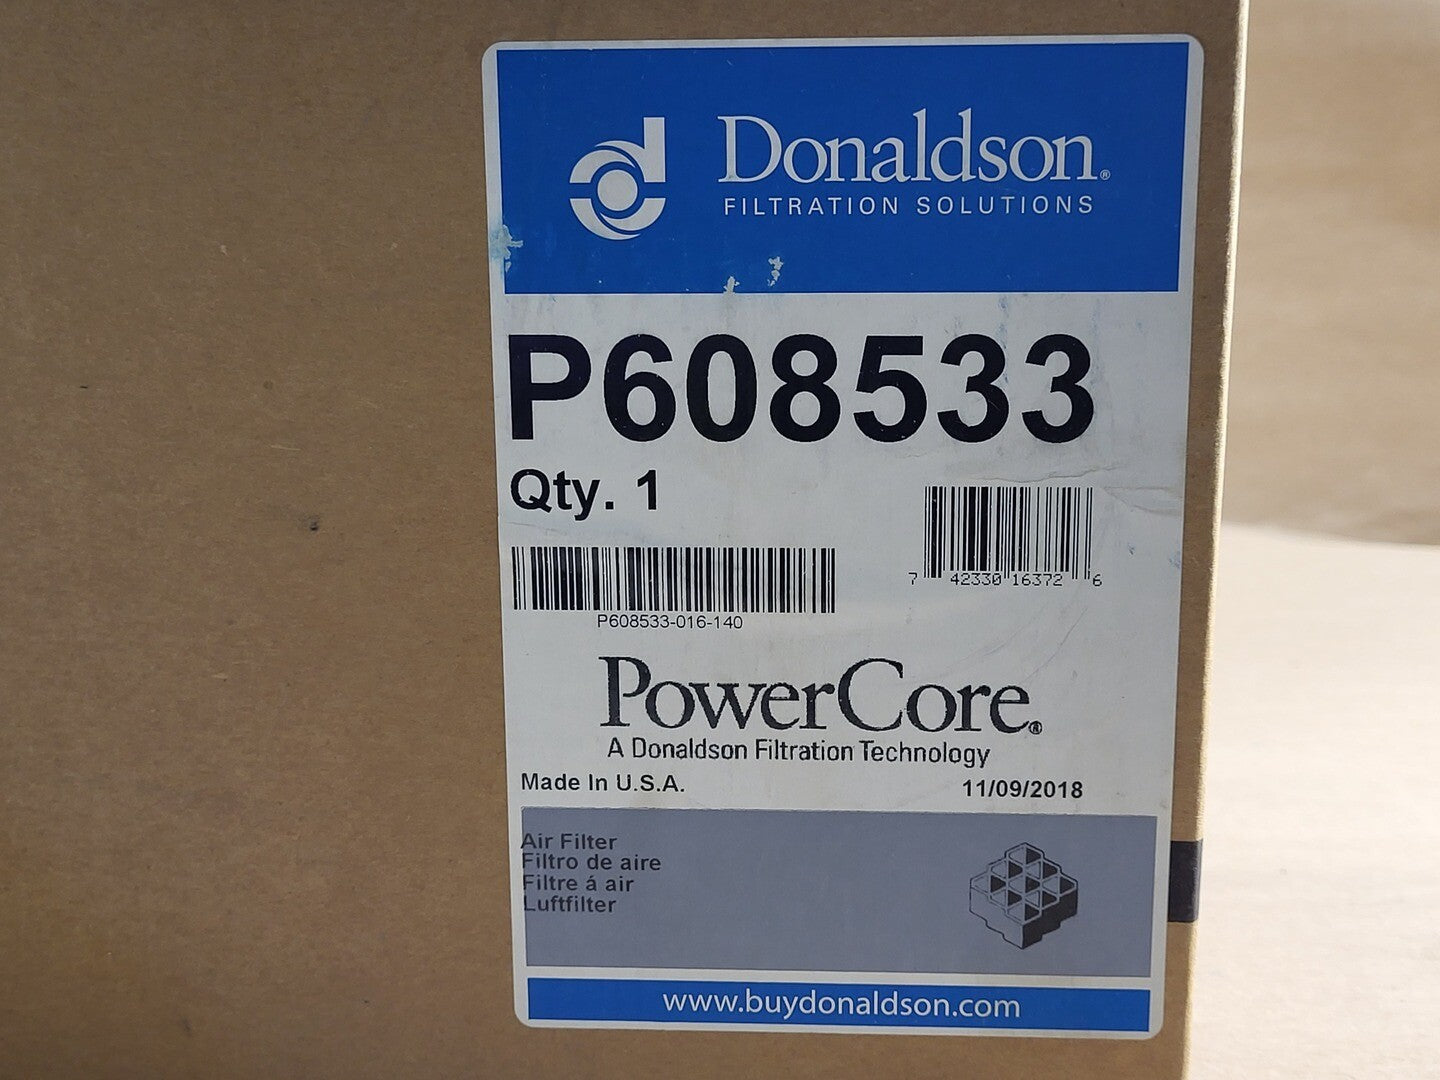 Donaldson®
FILTRATION SOLUTIONS
P608533
Qty. 1
7 42330 16372 6
P608533-016-140
PowerCore®
A Donaldson Filtration Technology
Made In U.S.A. 11/09/2018
Air Filter
Filtro de aire
Filtre á air
Luftfilter
www.buydonaldson.com